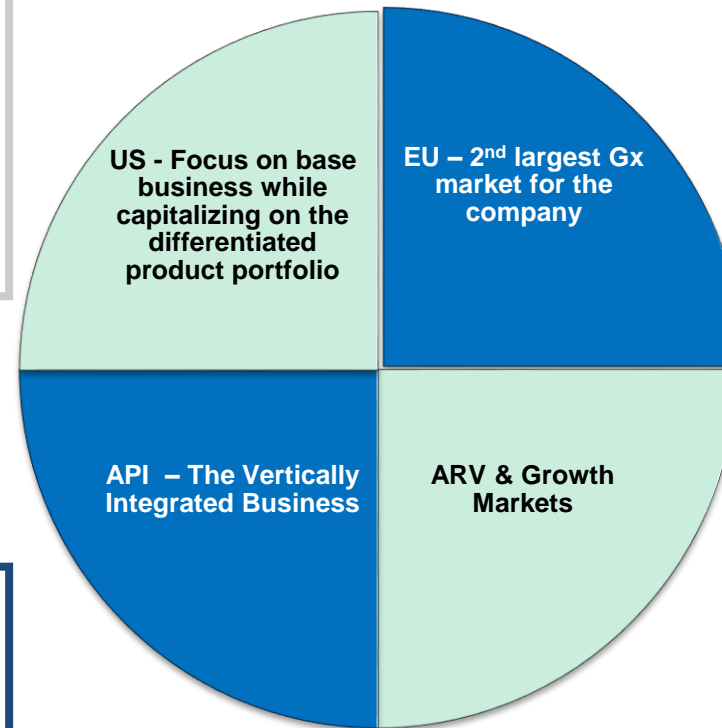 US - Focus on base
business while
capitalizing on the
differentiated
product portfolio
EU – 2nd largest Gx
market for the
company
API – The Vertically
Integrated Business
ARV & Growth
Markets